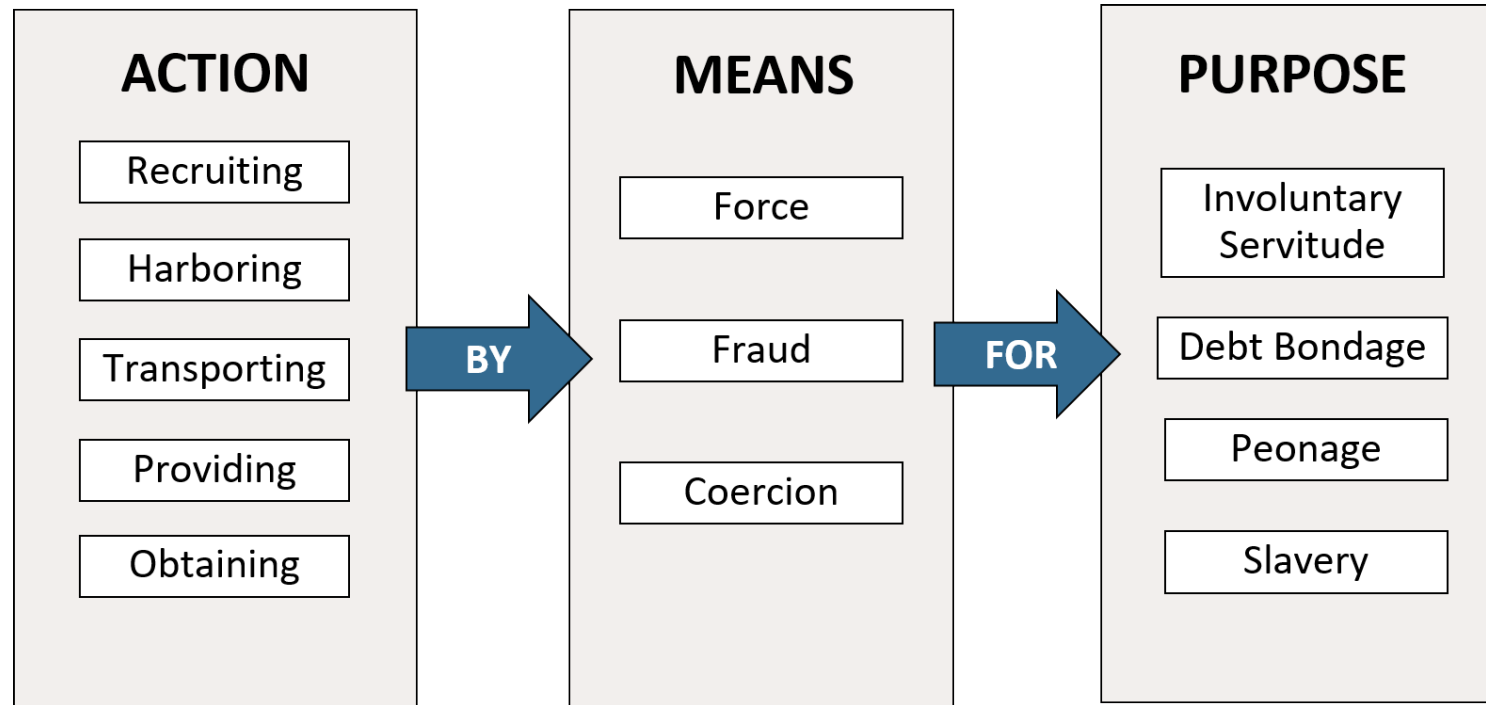 ACTION
Recruiting
Harboring
Transporting
Providing
Obtaining
BY
MEANS
Force
Fraud
Coercion
FOR
PURPOSE
Involuntary
Servitude
Debt Bondage
Peonage
Slavery